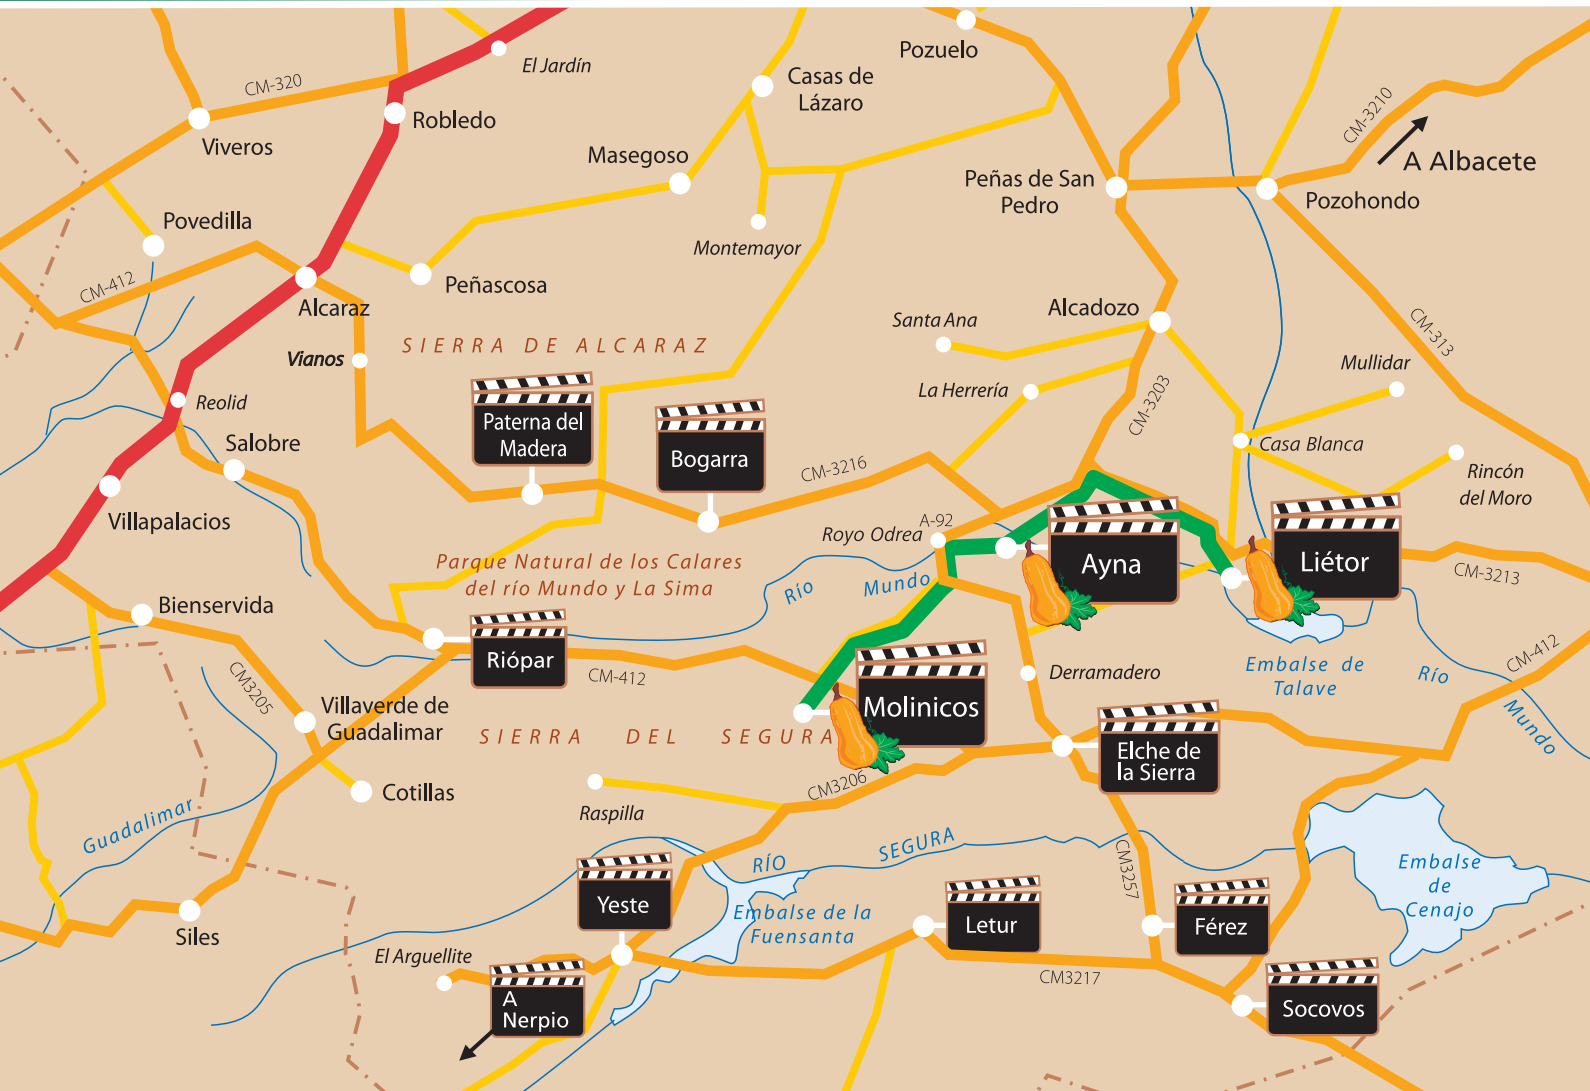 El Jardín
Pozuelo
Casas de
Lázaro
CM-320
Robledo
Viveros
CM-3210
A Albacete
Masegoso
Peñas de San
Pedro
Pozohondo
Povedilla
Montemayor
CM-412
Peñascosa
Alcaraz
Alcadozo
Santa Ana
CM-313
Vianos
SIERRA DE ALCARAZ
Mullidar
La Herrería
CM-3203
Reolid
Paterna del
Madera
Salobre
Bogarra
Casa Blanca
CM-3216
Rincón
del Moro
Villapalacios
A-92
Royo Odrea
Parque Natural de los Calares
del río Mundo y La Sima
Río
Mundo
Ayna
Liétor
CM-3213
Bienservida
Riópar
CM-412
CM3205
Derramadero
Embalse de
Talave
Río
Mundo
CM-412
Villaverde de
Guadalimar
Molinicos
SIERRA DEL SEGURA
Elche de
la Sierra
Cotillas
CM3206
Raspilla
Guadalimar
RÍO
SEGURA
CM3257
Embalse
de
Cenajo
Yeste
Embalse de la
Fuensanta
Letur
Férez
Siles
El Arguellite
CM3217
A
Nerpio
Socovos